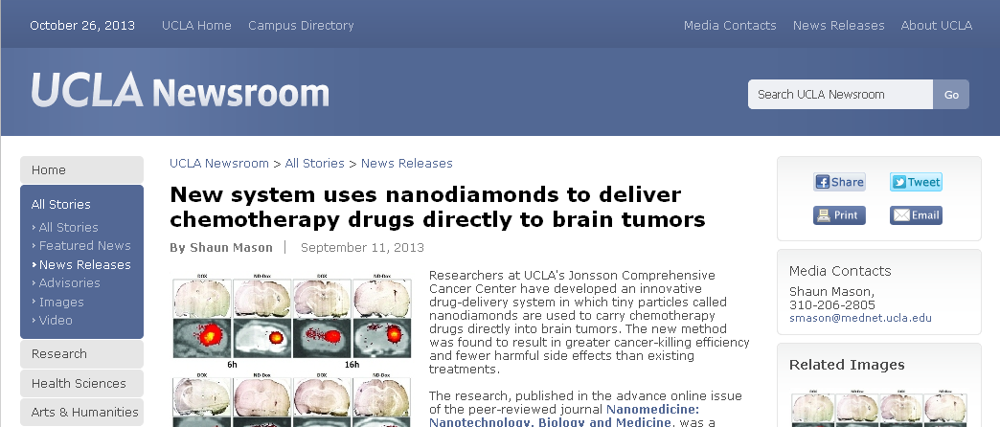 October 26, 2013 UCLA Home Campus Directory Media Contacts News Releases About UCLA
UCLA Newsroom
Search UCLA Newsroom Go
Home
All Stories
› All Stories
› Featured News
› News Releases
› Advisories
› Images
› Video
Research
Health Sciences
Arts & Humanities
UCLA Newsroom > All Stories > News Releases
New system uses nanodiamonds to deliver
chemotherapy drugs directly to brain tumors
By Shaun Mason | September 11, 2013
DOX ND-Dox DOX ND-Dox
6h 16h
DOX ND-Dox DOX ND-Dox
Researchers at UCLA's Jonsson Comprehensive
Cancer Center have developed an innovative
drug-delivery system in which tiny particles called
nanodiamonds are used to carry chemotherapy
drugs directly into brain tumors. The new method
was found to result in greater cancer-killing efficiency
and fewer harmful side effects than existing
treatments.
The research, published in the advance online issue
of the peer-reviewed journal Nanomedicine:
Nanotechnology, Biology and Medicine, was a
Share Tweet
Print Email
Media Contacts
Shaun Mason,
310-206-2805
smason@mednet.ucla.edu
Related Images